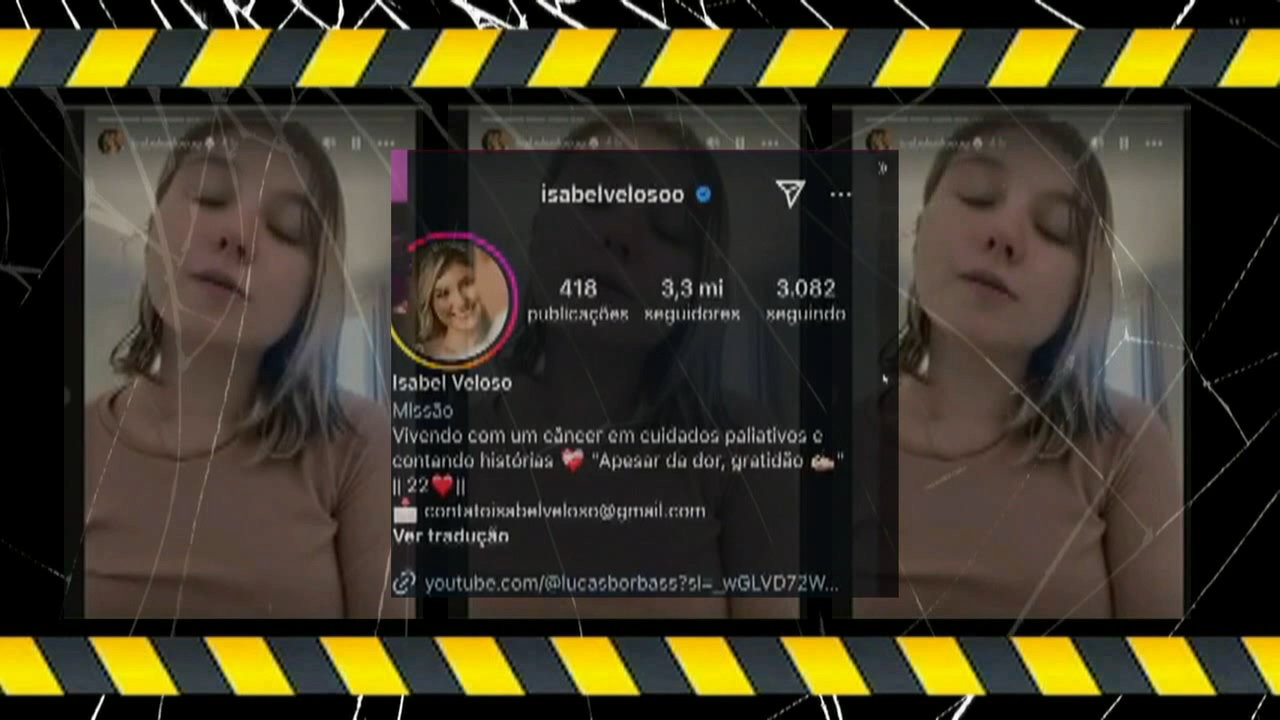 isabelvelosoo
418
3,3 mi
3.082
publicações
seguidores
seguindo
Isabel Veloso
Missão
Vivendo com um câncer em cuidados paliativos e
contando histórias ❤️‍🩹 "Apesar da dor, gratidão 🤲🏻"
|| 22❤️||
📩 contatoisabelveloso@gmail.com
Ver tradução
youtube.com/@lucasborbass?si=_wGLVD72W...